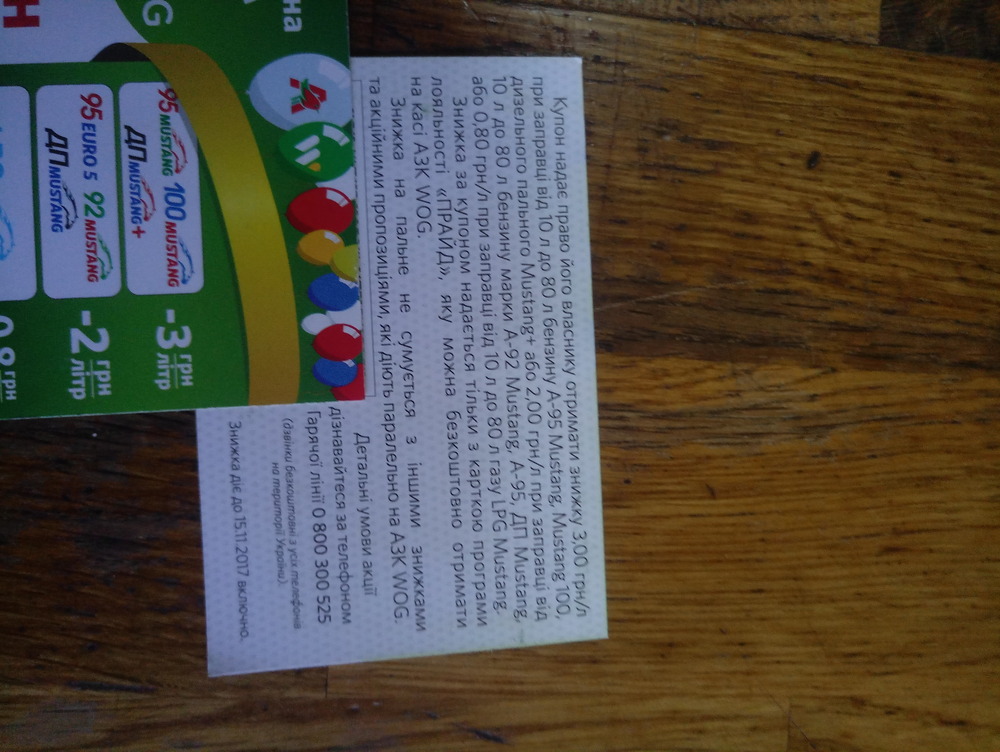 на
G
Н
95 MUSTANG 100 MUSTANG
ДП MUSTANG+
-3 ГРН ЛІТР
95 EURO 5 92 MUSTANG
ДП MUSTANG
-2 ГРН ЛІТР
ГРН
Купон надає право його власнику отримати знижку 3,00 грн/л
при заправці від 10 л до 80 л бензину А-95 Mustang, Mustang 100,
дизельного пального Mustang+ або 2,00 грн/л при заправці від
10 л до 80 л бензину марки А-92 Mustang, А-95, ДП Mustang,
або 0,80 грн/л при заправці від 10 л до 80 л газу LPG Mustang.
Знижка за купоном надається тільки з карткою програми
лояльності «ПРАЙД», яку можна безкоштовно отримати
на касі АЗК WOG.
Знижка на пальне не сумується з іншими знижками
та акційними пропозиціями, які діють паралельно на АЗК WOG.
Детальні умови акції
дізнавайтеся за телефоном
Гарячої лінії 0 800 300 525
(дзвінки безкоштовні з усіх телефонів
на території України).
Знижка діє до 15.11.2017 включно.